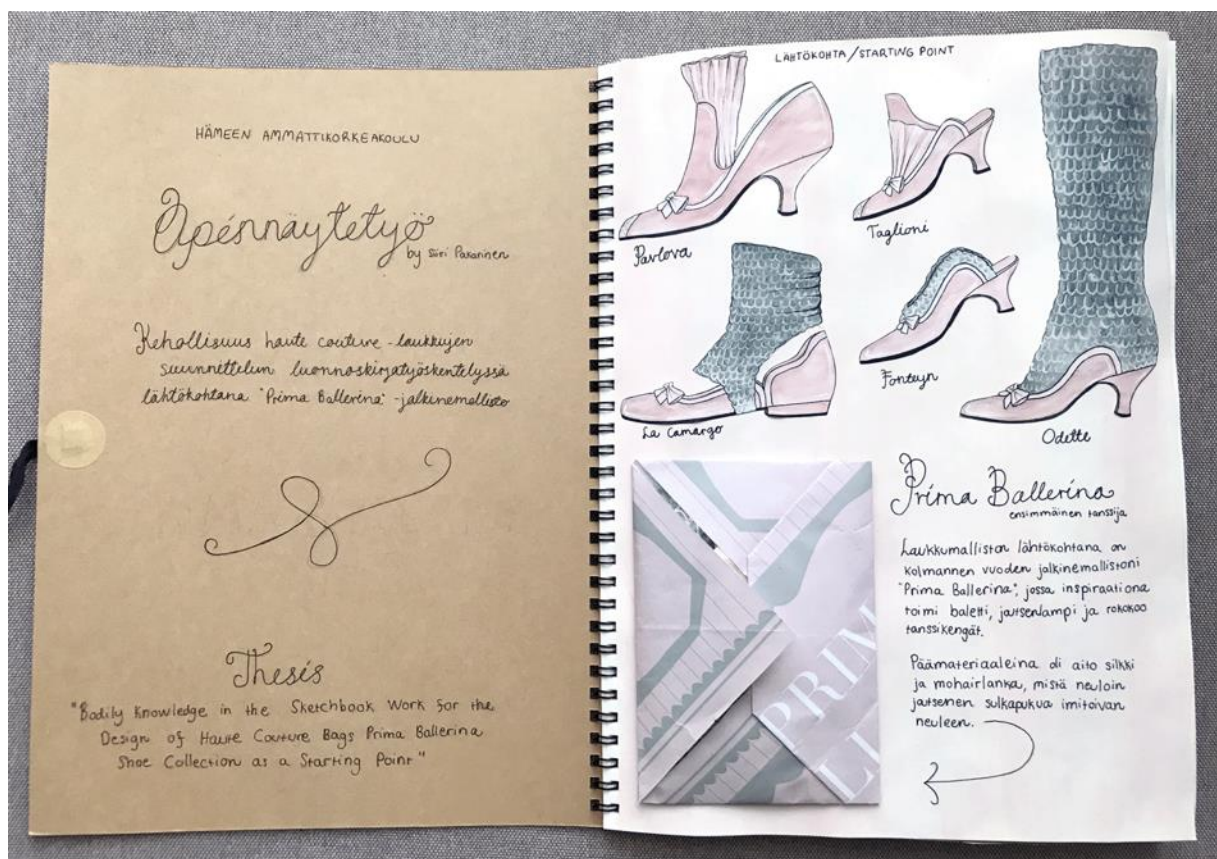 HÄMEEN AMMATTIKORKEAKOULU
Opinnäytetyö
by Siiri Pakarinen
Kehollisuus haute couture -laukkujen
suunnittelun luonnoskirjatyöskentelyssä
lähtökohtana "Prima Ballerina" -jalkinemallisto
Thesis
"Bodily Knowledge in the Sketchbook Work for the
Design of Haute Couture Bags Prima Ballerina
Shoe Collection as a Starting Point"
LÄHTÖKOHTA/STARTING POINT
Pavlova
Taglioni
La Camargo
Fonteyn
Odette
Prima Ballerina
ensimmäinen tanssija
Laukkumalliston lähtökohtana on
kolmannen vuoden jalkinemallistoni
"Prima Ballerina", jossa inspiraationa
toimi baletti, joutsenlampi ja rokokoo
tanssikengät.
Päämateriaaleina oli aito silkki
ja mohairlanka, mistä neuloin
joutsenen sulkapukua imitoivan
neuleen.
PRIM